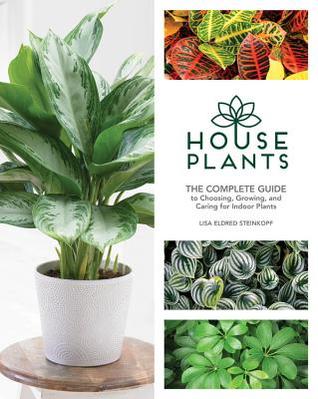 HOUSE
PLANTS
THE COMPLETE GUIDE
to Choosing, Growing, and
Caring for Indoor Plants
LISA ELDRED STEINKOPF